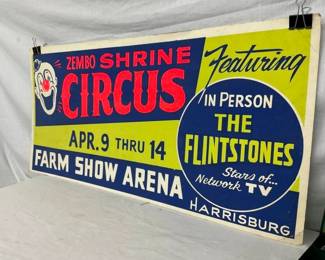 ZEMBO SHRINE
CIRCUS
APR. 9 THRU 14
FARM SHOW ARENA
Featuring
IN PERSON
THE
FLINTSTONES
Stars of...
Network TV
HARRISBURG